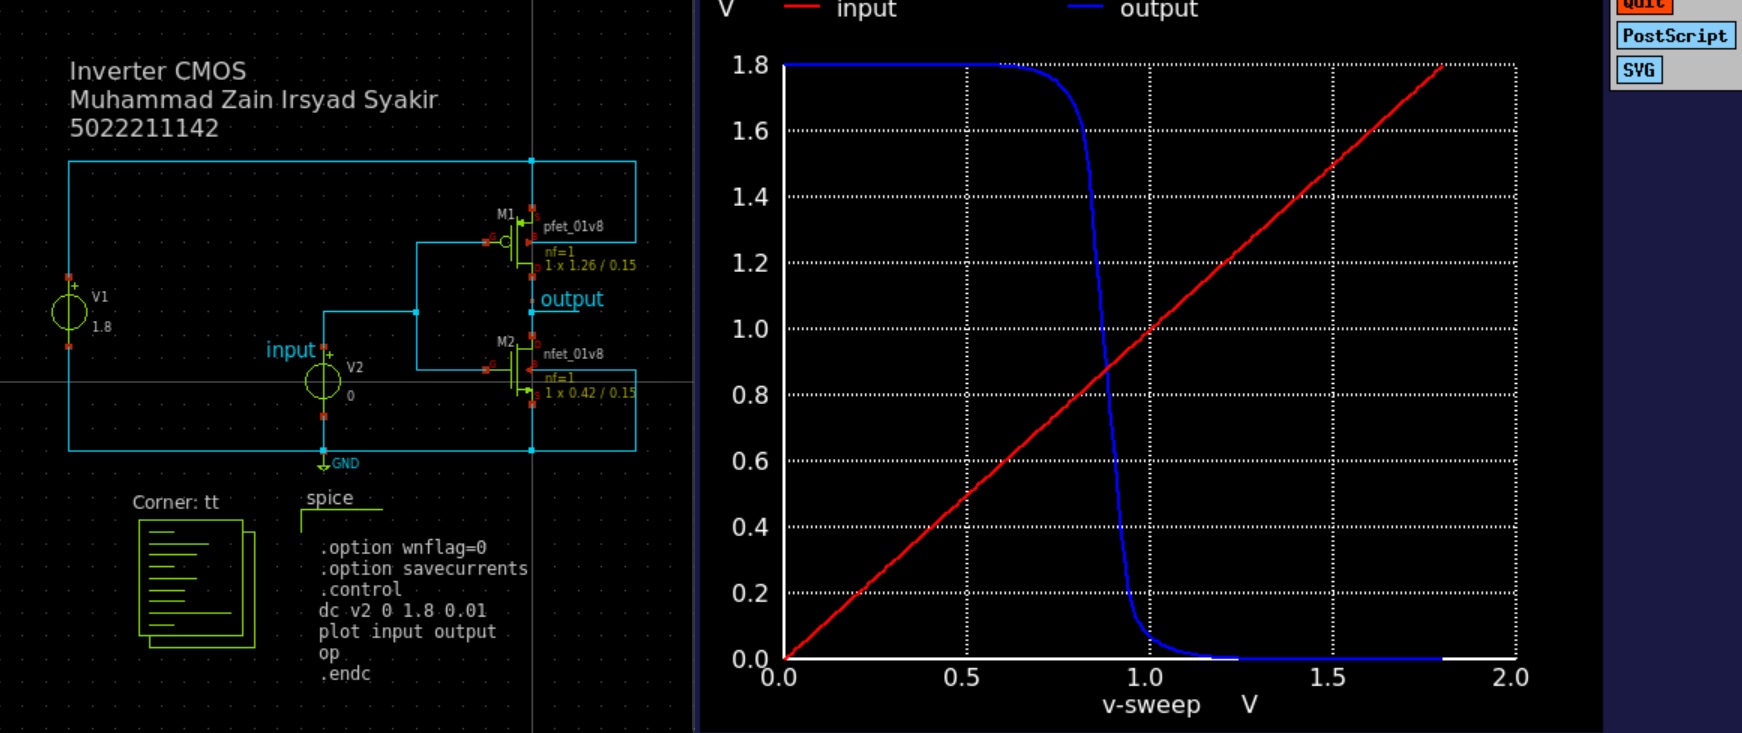 Inverter CMOS
Muhammad Zain Irsyad Syakir
5022211142
M1
pfet_01v8
nf=1
1 x 1.26 / 0.15
output
V1
1.8
input
V2
0
M2
nfet_01v8
nf=1
1 x 0.42 / 0.15
GND
Corner: tt
spice
.option wnflag=0
.option savecurrents
.control
dc v2 0 1.8 0.01
plot input output
op
.endc
V input output
1.8
1.6
1.4
1.2
1.0
0.8
0.6
0.4
0.2
0.0
0.0 0.5 1.0 1.5 2.0
v-sweep V
Quit
PostScript
SVG